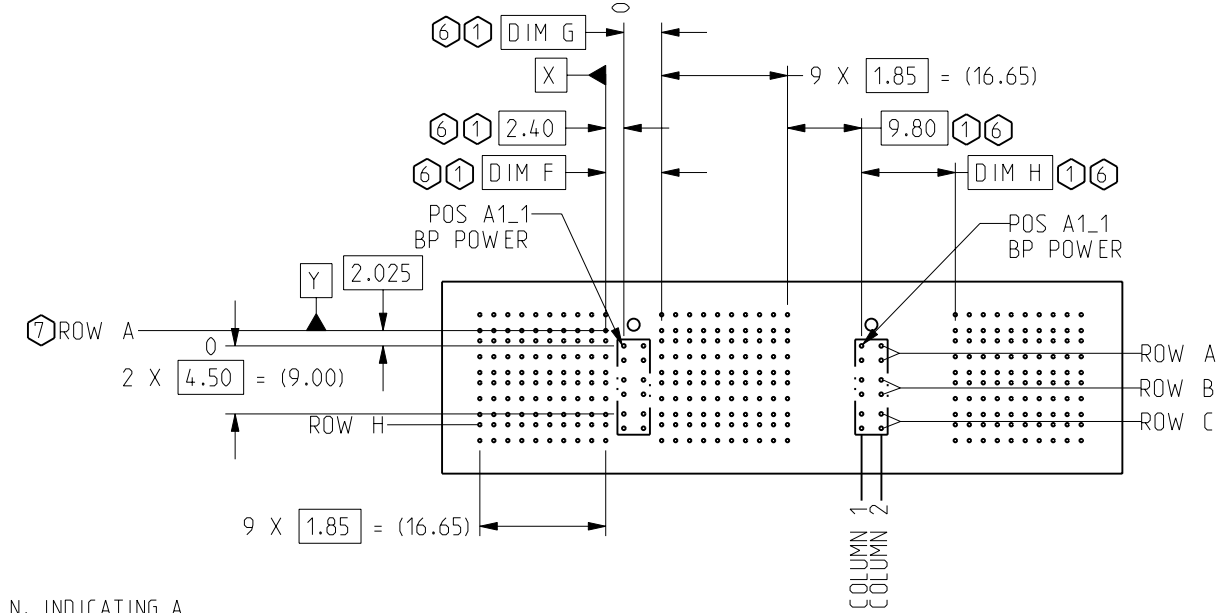 0
6 1 DIM G
X
9 X 1.85 = (16.65)
6 1 2.40
9.80 1 6
6 1 DIM F
DIM H 1 6
POS A1_1
BP POWER
POS A1_1
BP POWER
Y
2.025
7 ROW A
0
2 X 4.50 = (9.00)
ROW H
ROW A
ROW B
ROW C
9 X 1.85 = (16.65)
COLUMN 1
COLUMN 2
N. INDICATING A